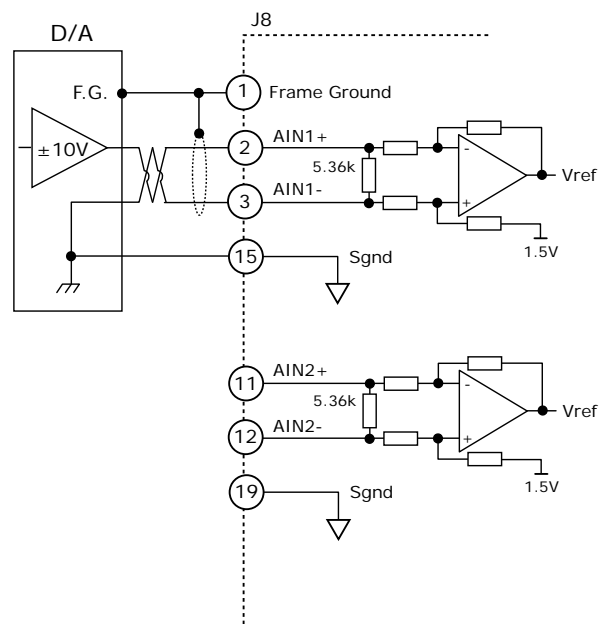 J8
D/A
F.G.
1
Frame Ground
±10V
2
AIN1+
5.36k
-
Vref
3
AIN1-
+
1.5V
15
Sgnd
11
AIN2+
5.36k
-
Vref
12
AIN2-
+
1.5V
19
Sgnd